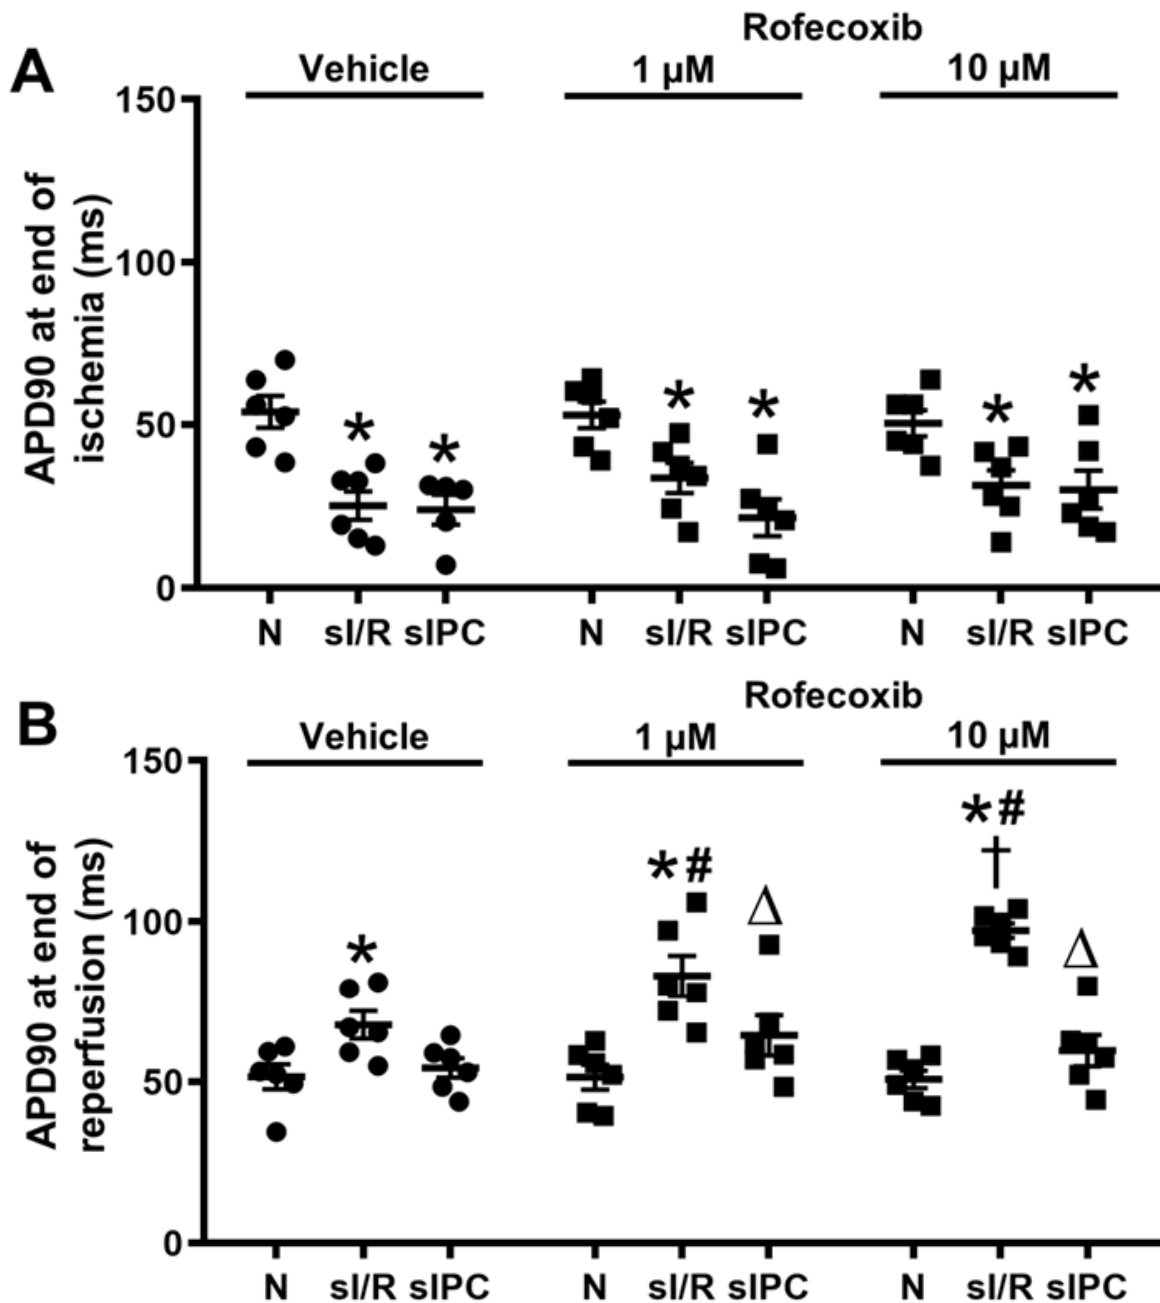 A
Rofecoxib
Vehicle
1 µM
10 µM
APD90 at end of
ischemia (ms)
150
100
50
0
*
*
*
*
*
*
N sI/R sIPC
N sI/R sIPC
N sI/R sIPC
B
Rofecoxib
Vehicle
1 µM
10 µM
APD90 at end of
reperfusion (ms)
150
100
50
0
*
*#
Δ
*#
†
Δ
N sI/R sIPC
N sI/R sIPC
N sI/R sIPC